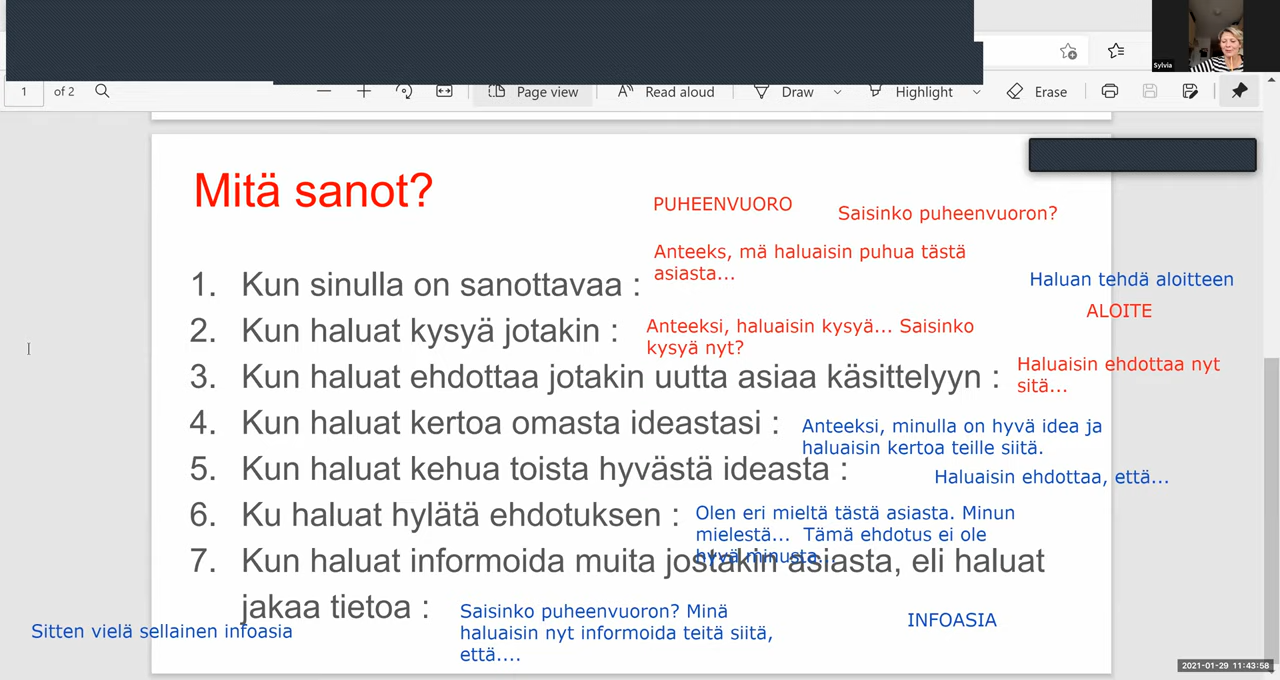 Sylvia
1 of 2
Page view
Read aloud
Draw
Highlight
Erase
Mitä sanot?
PUHEENVUORO
Saisinko puheenvuoron?
Anteeks, mä haluaisin puhua tästä
asiasta...
1. Kun sinulla on sanottavaa :
Haluan tehdä aloitteen
ALOITE
2. Kun haluat kysyä jotakin :
Anteeksi, haluaisin kysyä... Saisinko
kysyä nyt?
3. Kun haluat ehdottaa jotakin uutta asiaa käsittelyyn :
Haluaisin ehdottaa nyt
sitä...
4. Kun haluat kertoa omasta ideastasi :
Anteeksi, minulla on hyvä idea ja
haluaisin kertoa teille siitä.
5. Kun haluat kehua toista hyvästä ideasta :
Haluaisin ehdottaa, että...
6. Ku haluat hylätä ehdotuksen :
Olen eri mieltä tästä asiasta. Minun
mielestä... Tämä ehdotus ei ole
hyvä minusta...
7. Kun haluat informoida muita jostakin asiasta, eli haluat
jakaa tietoa :
Saisinko puheenvuoron? Minä
haluaisin nyt informoida teitä siitä,
että....
INFOASIA
Sitten vielä sellainen infoasia
2021-01-29 11:43:58